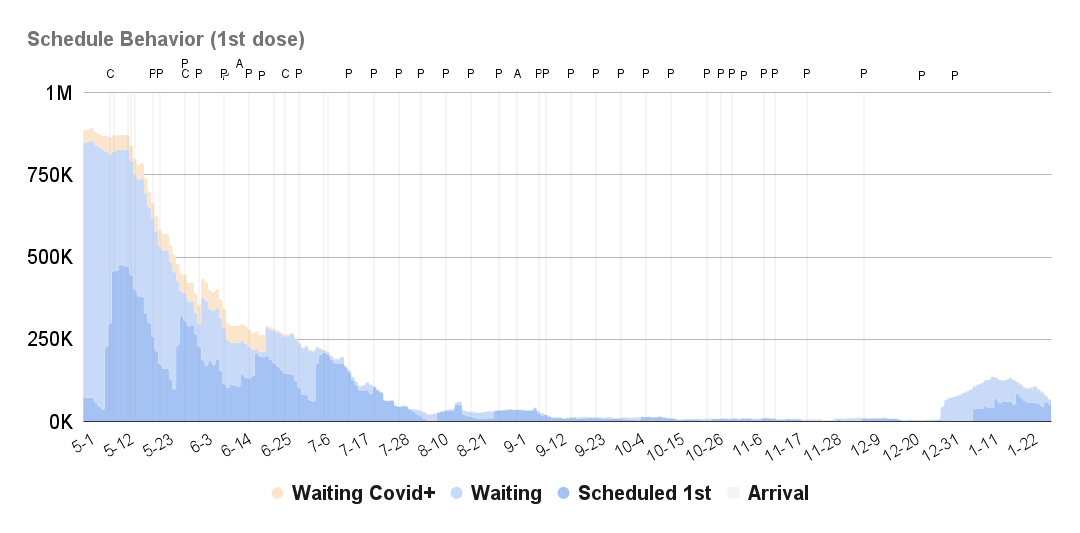 Schedule Behavior (1st dose)
P A
C P P C P P P P C P P P P P P P P A P P P P P P P P P P P P P P P P P
1M
750K
500K
250K
0K
5-1 5-12 5-23 6-3 6-14 6-25 7-6 7-17 7-28 8-10 8-21 9-1 9-12 9-23 10-4 10-15 10-26 11-6 11-17 11-28 12-9 12-20 12-31 1-11 1-22
Waiting Covid+ Waiting Scheduled 1st Arrival